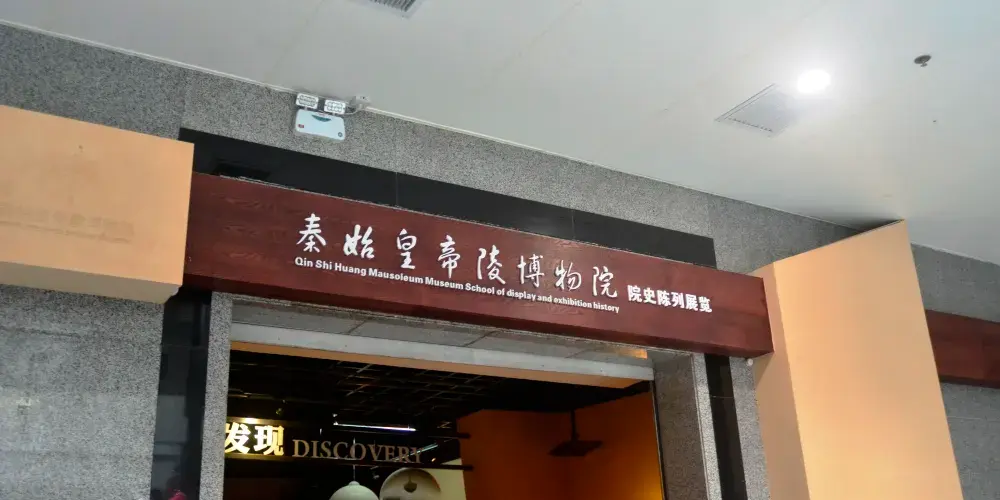 秦始皇帝陵博物院 院史陈列展览
Qin Shi Huang Mausoleum Museum School of display and exhibition history
发现 DISCOVERY